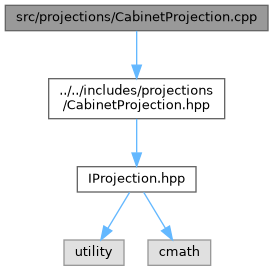 src/projections/CabinetProjection.cpp
../../includes/projections
/CabinetProjection.hpp
IProjection.hpp
utility
cmath